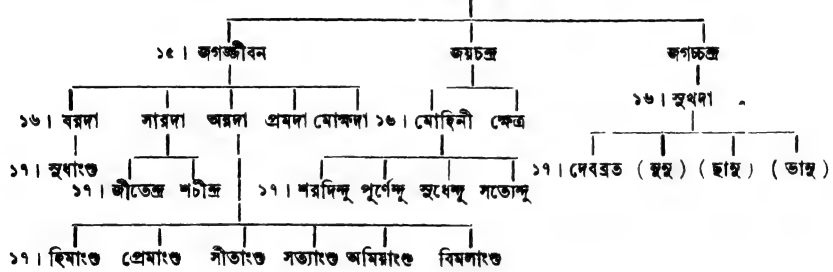 ১৫। জগজ্জীবন জয়চন্দ্র জগচ্চন্দ্র
১৬। সুখদা
১৬। বরদা সারদা অন্নদা প্রমদা মোক্ষদা ১৬। মোহিনী ক্ষেত্র
১৭। সুধাংশু
১৭। জীতেন্দ্র শচীন্দ্র ১৭। শরদিন্দু পূর্ণেন্দু সুধেন্দু সত্যেন্দু ১৭। দেবব্রত (মুন্নু) (ছানু) (ভানু)
১৭। হিমাংশু প্রেমাংশু সীতাংশু সত্যাংশু অমিয়াংশু বিমলাংশু